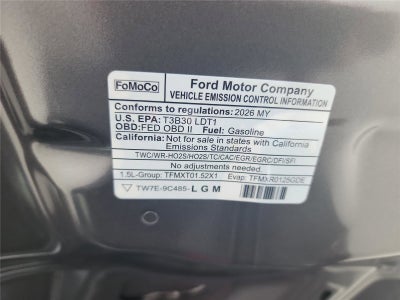 FoMoCo
Ford Motor Company
VEHICLE EMISSION CONTROL INFORMATION
Conforms to regulations: 2026 MY
U.S. EPA: T3B30 LDT1
OBD: FED OBD II Fuel: Gasoline
California: Not for sale in states with California
Emissions Standards
TWC/WR-HO2S/HO2S/TC/CAC/EGR/EGRC/DFI/SFI
No adjustments needed.
1.5L-Group: TFMXT01.52X1 Evap: TFMXR0125GDE
TW7E-9C485-LGM